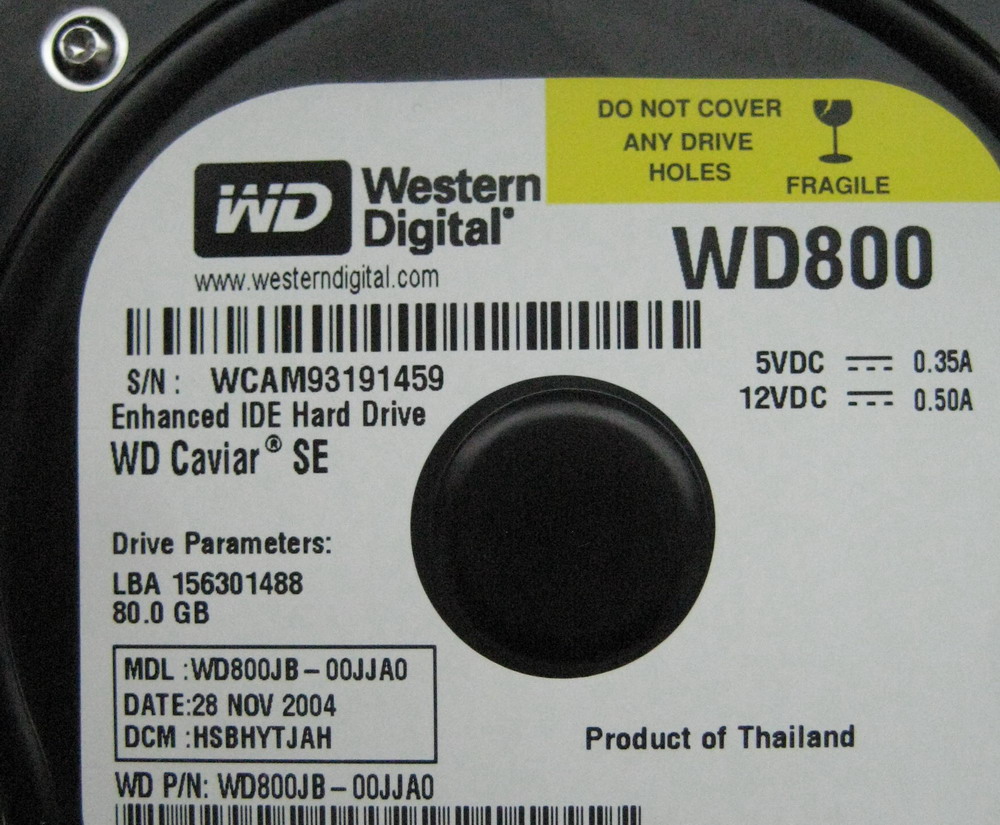 DO NOT COVER
ANY DRIVE
HOLES
FRAGILE
WD Western
Digital®
www.westerndigital.com
WD800
S/N : WCAM93191459
5VDC ⎓ 0.35A
12VDC ⎓ 0.50A
Enhanced IDE Hard Drive
WD Caviar® SE
Drive Parameters:
LBA 156301488
80.0 GB
MDL :WD800JB-00JJA0
DATE:28 NOV 2004
DCM :HSBHYTJAH
Product of Thailand
WD P/N: WD800JB-00JJA0